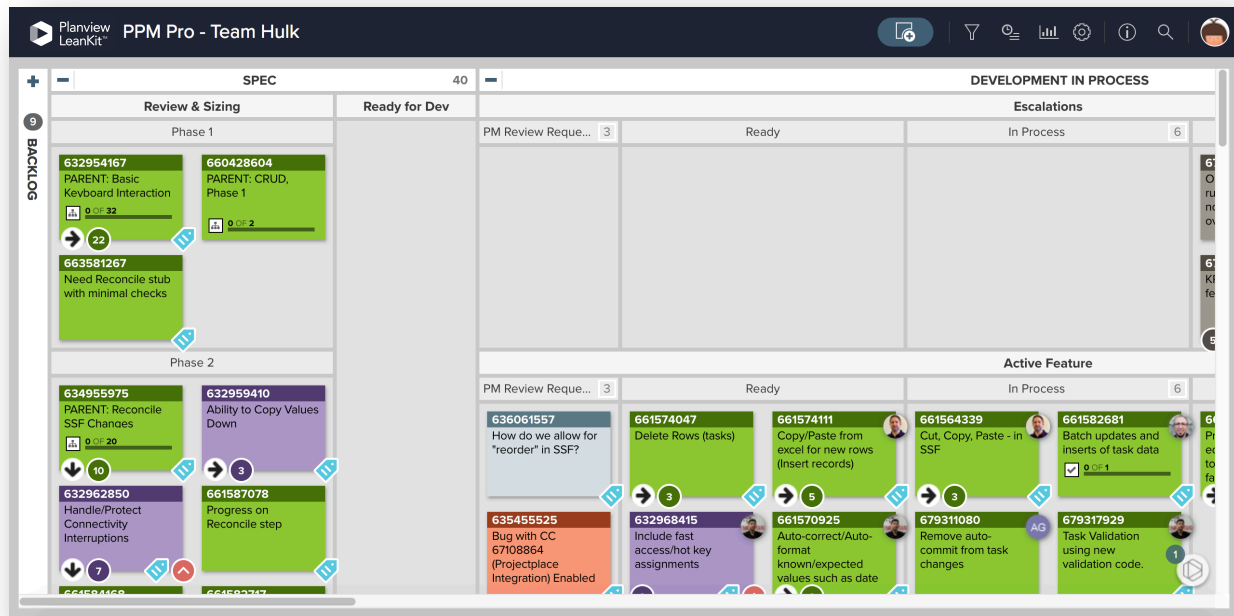 Planview
LeanKit™
PPM Pro - Team Hulk
SPEC
40
DEVELOPMENT IN PROCESS
Review & Sizing
Ready for Dev
Escalations
9
BACKLOG
Phase 1
PM Review Reque... 3
Ready
In Process
6
632954167
PARENT: Basic
Keyboard Interaction
0 OF 32
22
660428604
PARENT: CRUD,
Phase 1
0 OF 2
663581267
Need Reconcile stub
with minimal checks
Phase 2
Active Feature
PM Review Reque... 3
Ready
In Process
6
634955975
PARENT: Reconcile
SSF Changes
0 OF 20
10
632959410
Ability to Copy Values
Down
3
636061557
How do we allow for
"reorder" in SSF?
661574047
Delete Rows (tasks)
3
661574111
Copy/Paste from
excel for new rows
(Insert records)
5
661564339
Cut, Copy, Paste - in
SSF
3
661582681
Batch updates and
inserts of task data
0 OF 1
632962850
Handle/Protect
Connectivity
Interruptions
7
661587078
Progress on
Reconcile step
635455525
Bug with CC
67108864
(Projectplace
Integration) Enabled
632968415
Include fast
access/hot key
assignments
661570925
Auto-correct/Auto-
format
known/expected
values such as date
679311080
Remove auto-
commit from task
changes
AG
679317929
Task Validation
using new
validation code.
1